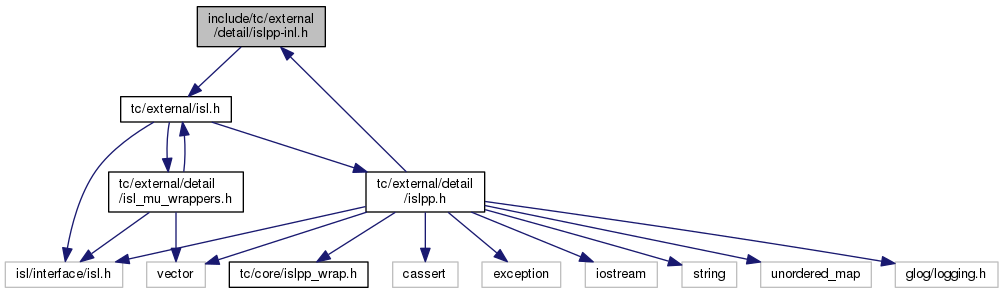 include/tc/external
/detail/islpp-inl.h
tc/external/isl.h
tc/external/detail
/isl_mu_wrappers.h
tc/external/detail
/islpp.h
isl/interface/isl.h
vector
tc/core/islpp_wrap.h
cassert
exception
iostream
string
unordered_map
glog/logging.h